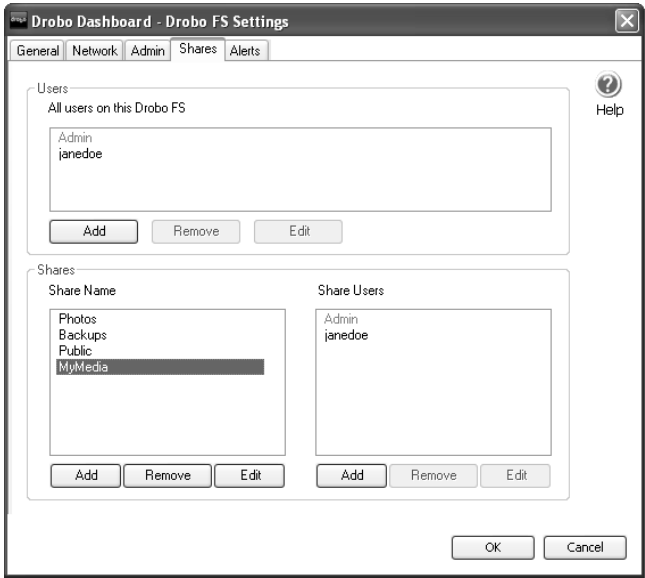 Drobo Dashboard - Drobo FS Settings
General Network Admin Shares Alerts
Users
All users on this Drobo FS
Admin
janedoe
Add Remove Edit
?
Help
Shares
Share Name
Photos
Backups
Public
MyMedia
Add Remove Edit
Share Users
Admin
janedoe
Add Remove Edit
OK Cancel